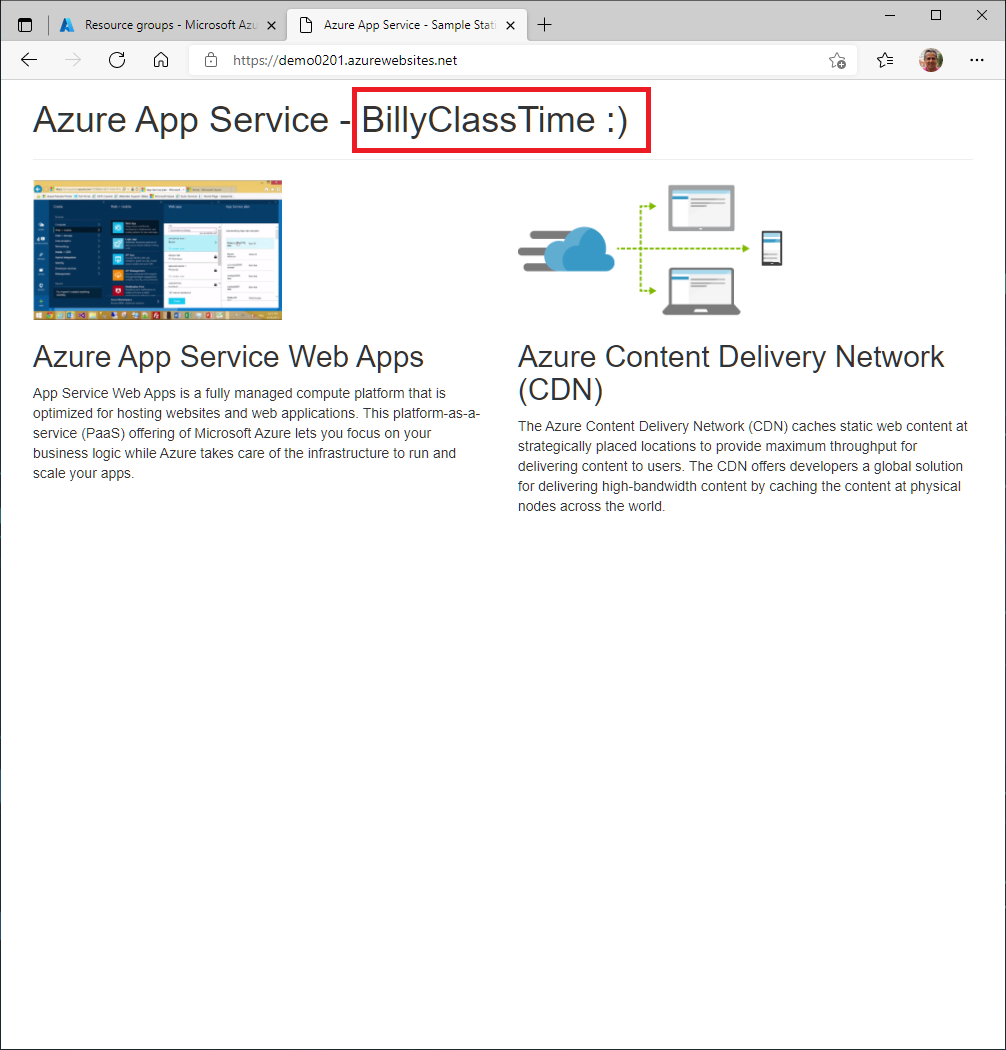 Resource groups - Microsoft Azu
Azure App Service - Sample Stati
https://demo0201.azurewebsites.net
Azure App Service - BillyClassTime :)
Azure App Service Web Apps
App Service Web Apps is a fully managed compute platform that is
optimized for hosting websites and web applications. This platform-as-a-
service (PaaS) offering of Microsoft Azure lets you focus on your
business logic while Azure takes care of the infrastructure to run and
scale your apps.
Azure Content Delivery Network
(CDN)
The Azure Content Delivery Network (CDN) caches static web content at
strategically placed locations to provide maximum throughput for
delivering content to users. The CDN offers developers a global solution
for delivering high-bandwidth content by caching the content at physical
nodes across the world.